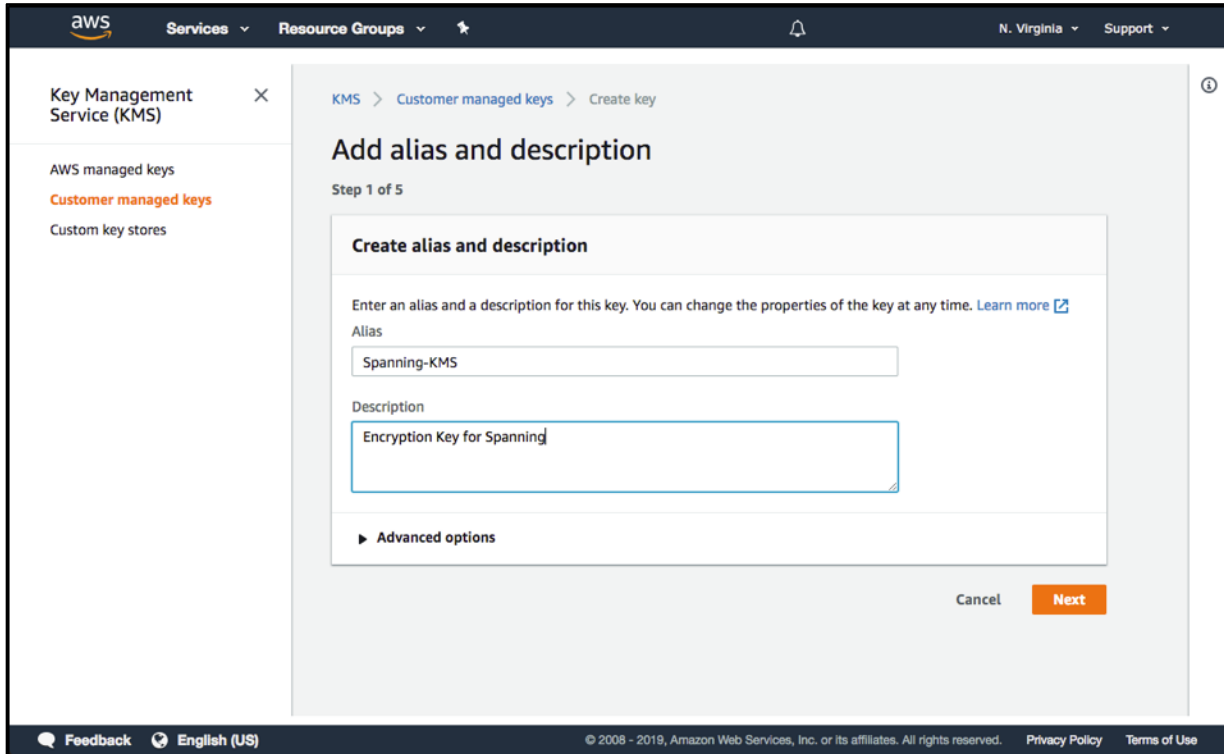 aws Services Resource Groups N. Virginia Support
Key Management
Service (KMS)
AWS managed keys
Customer managed keys
Custom key stores
KMS > Customer managed keys > Create key
Add alias and description
Step 1 of 5
Create alias and description
Enter an alias and a description for this key. You can change the properties of the key at any time. Learn more
Alias
Spanning-KMS
Description
Encryption Key for Spanning
Advanced options
Cancel Next
Feedback English (US) © 2008 - 2019, Amazon Web Services, Inc. or its affiliates. All rights reserved. Privacy Policy Terms of Use